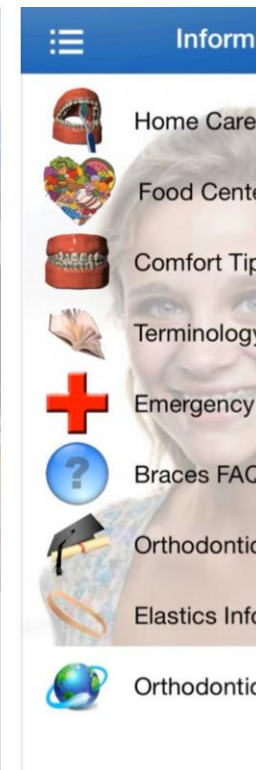 Inform
Home Care
Food Cente
Comfort Tip
Terminology
Emergency
Braces FAQ
Orthodontic
Elastics Info
Orthodontic